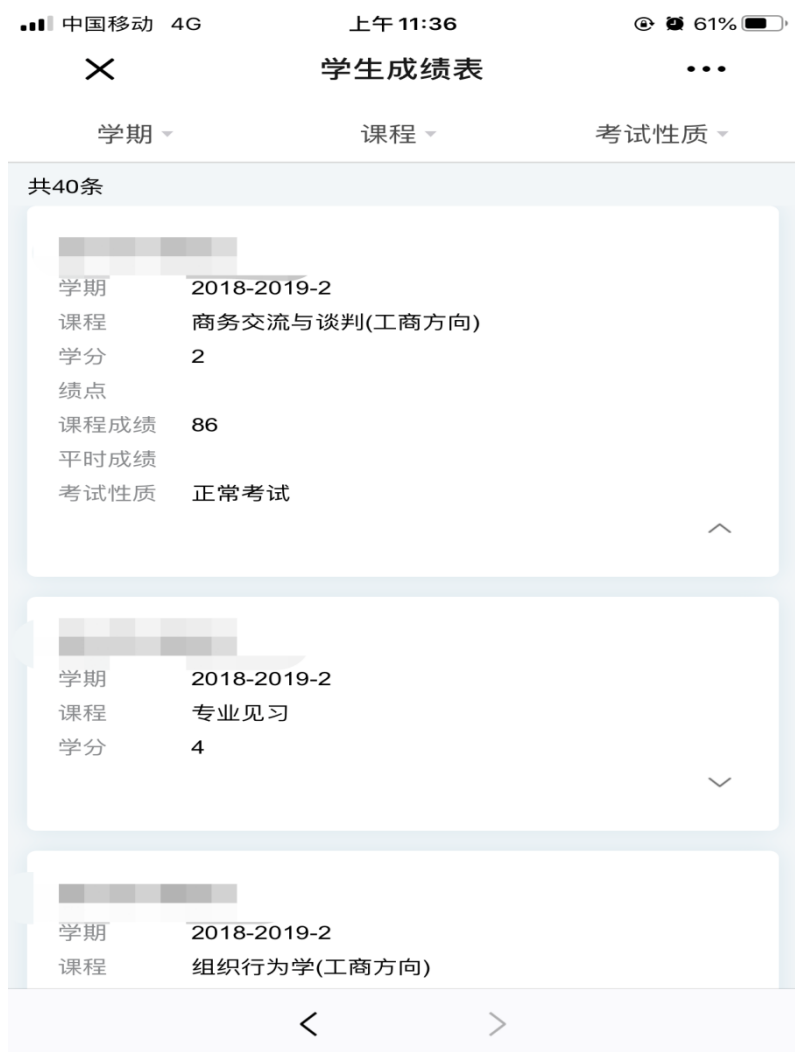 中国移动 4G 上午 11:36 61%
学生成绩表
学期 课程 考试性质
共40条
学期 2018-2019-2
课程 商务交流与谈判(工商方向)
学分 2
绩点
课程成绩 86
平时成绩
考试性质 正常考试
学期 2018-2019-2
课程 专业见习
学分 4
学期 2018-2019-2
课程 组织行为学(工商方向)